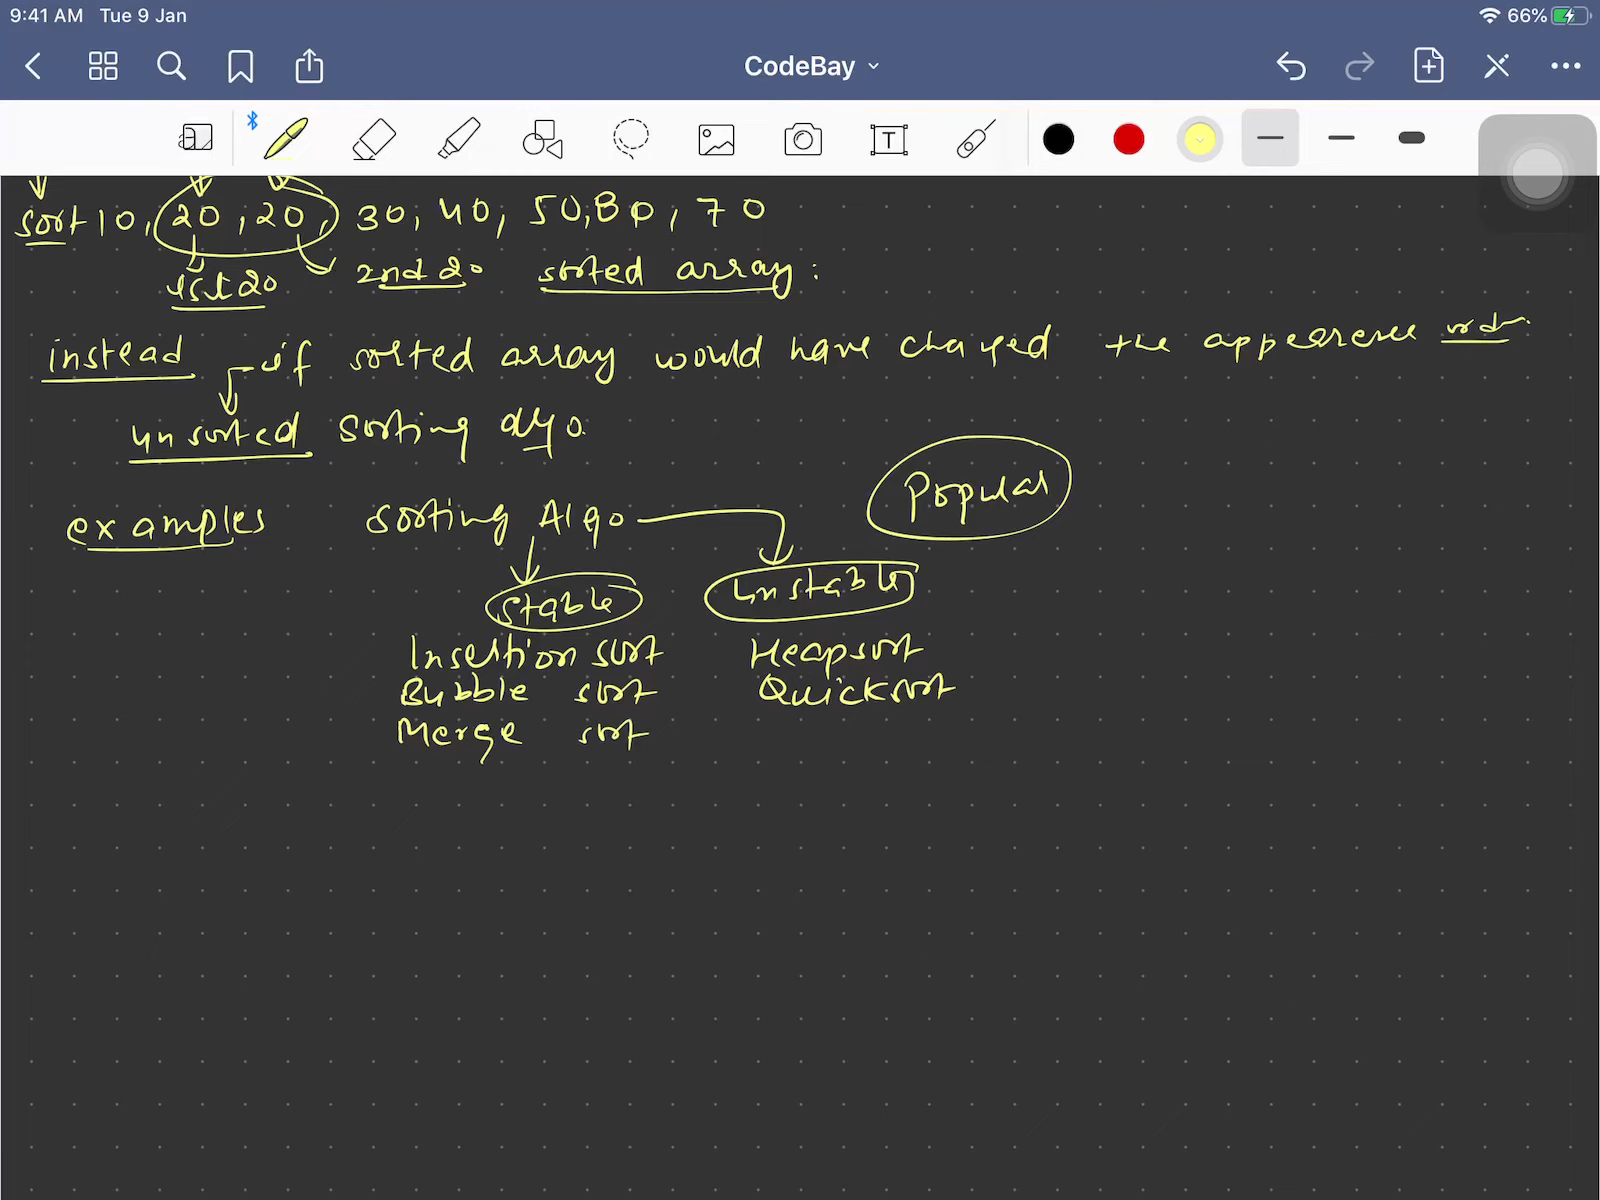 9:41 AM Tue 9 Jan 66%
CodeBay
T
sort 10, 20, 20, 30, 40, 50, 80, 70
1st 20 2nd 20 sorted array:
instead if sorted array would have changed the appearence order
unsorted sorting algo.
Popular
examples sorting Algo
Stable Unstable
Insertion sort Heapsort
Bubble sort Quicksort
Merge sort